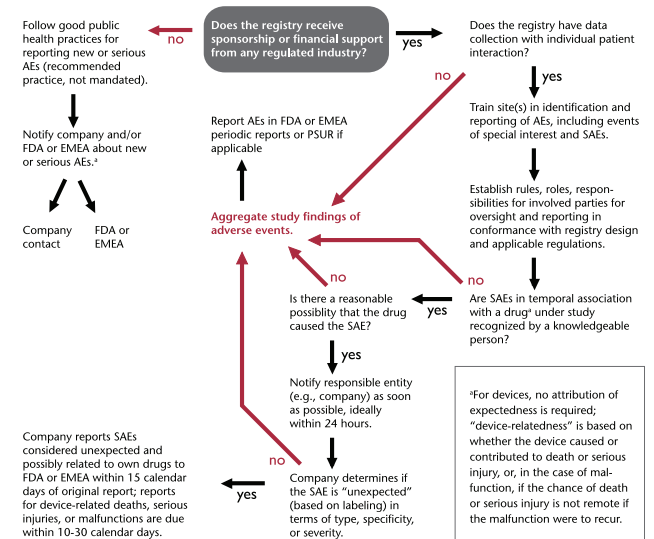 Follow good public
health practices for
reporting new or serious
AEs (recommended
practice, not mandated).
no
Does the registry receive
sponsorship or financial support
from any regulated industry?
yes
Does the registry have data
collection with individual patient
interaction?
no
yes
Train site(s) in identification and
reporting of AEs, including events
of special interest and SAEs.
Report AEs in FDA or EMEA
periodic reports or PSUR if
applicable
Notify company and/or
FDA or EMEA about new
or serious AEs.ª
Company
contact
FDA or
EMEA
Establish rules, roles, respon-
sibilities for involved parties for
oversight and reporting in
conformance with registry design
and applicable regulations.
Aggregate study findings of
adverse events.
no
no
Are SAEs in temporal association
with a drugª under study
recognized by a knowledgeable
person?
yes
Is there a reasonable
possiblity that the drug
caused the SAE?
yes
Notify responsible entity
(e.g., company) as soon
as possible, ideally
within 24 hours.
no
Company determines if
the SAE is “unexpected”
(based on labeling) in
terms of type, specificity,
or severity.
yes
Company reports SAEs
considered unexpected and
possibly related to own drugs to
FDA or EMEA within 15 calendar
days of original report; reports
for device-related deaths, serious
injuries, or malfunctions are due
within 10-30 calendar days.
ªFor devices, no attribution of
expectedness is required;
“device-relatedness” is based on
whether the device caused or
contributed to death or serious
injury, or, in the case of mal-
function, if the chance of death
or serious injury is not remote if
the malfunction were to recur.